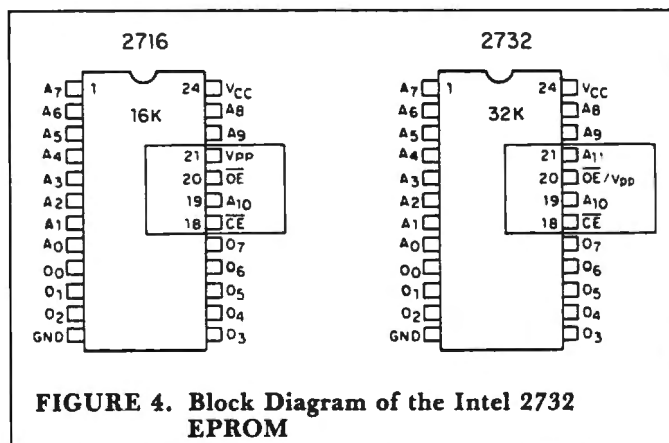 2716
A7 1 24 VCC
A6 16K A8
A5 A9
A4 21 VPP
A3 20 OE
A2 19 A10
A1 18 CE
A0 O7
O0 O6
O1 O5
O2 O4
GND O3
2732
A7 1 24 VCC
A6 32K A8
A5 A9
A4 21 A11
A3 20 OE/VPP
A2 19 A10
A1 18 CE
A0 O7
O0 O6
O1 O5
O2 O4
GND O3
FIGURE 4. Block Diagram of the Intel 2732
EPROM